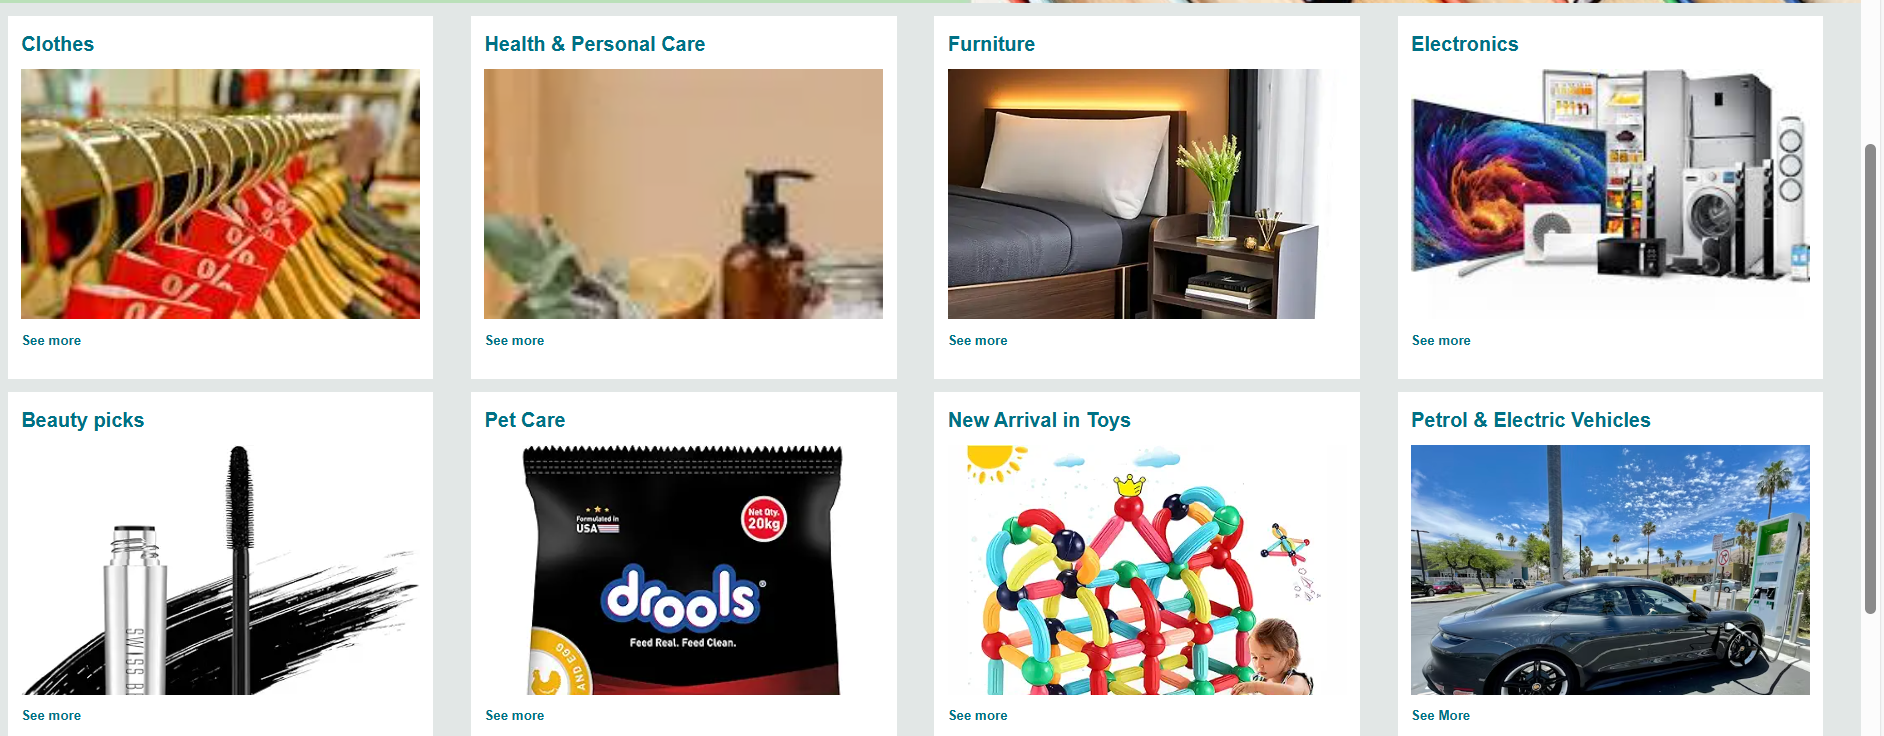 Clothes
Health & Personal Care
Furniture
Electronics
%
%
%
%
See more
See more
See more
See more
Beauty picks
Pet Care
New Arrival in Toys
Petrol & Electric Vehicles
SWISS B
Formulated in
USA
Net Qty.
20kg
drools®
Feed Real. Feed Clean.
AND EGG
See more
See more
See more
See More